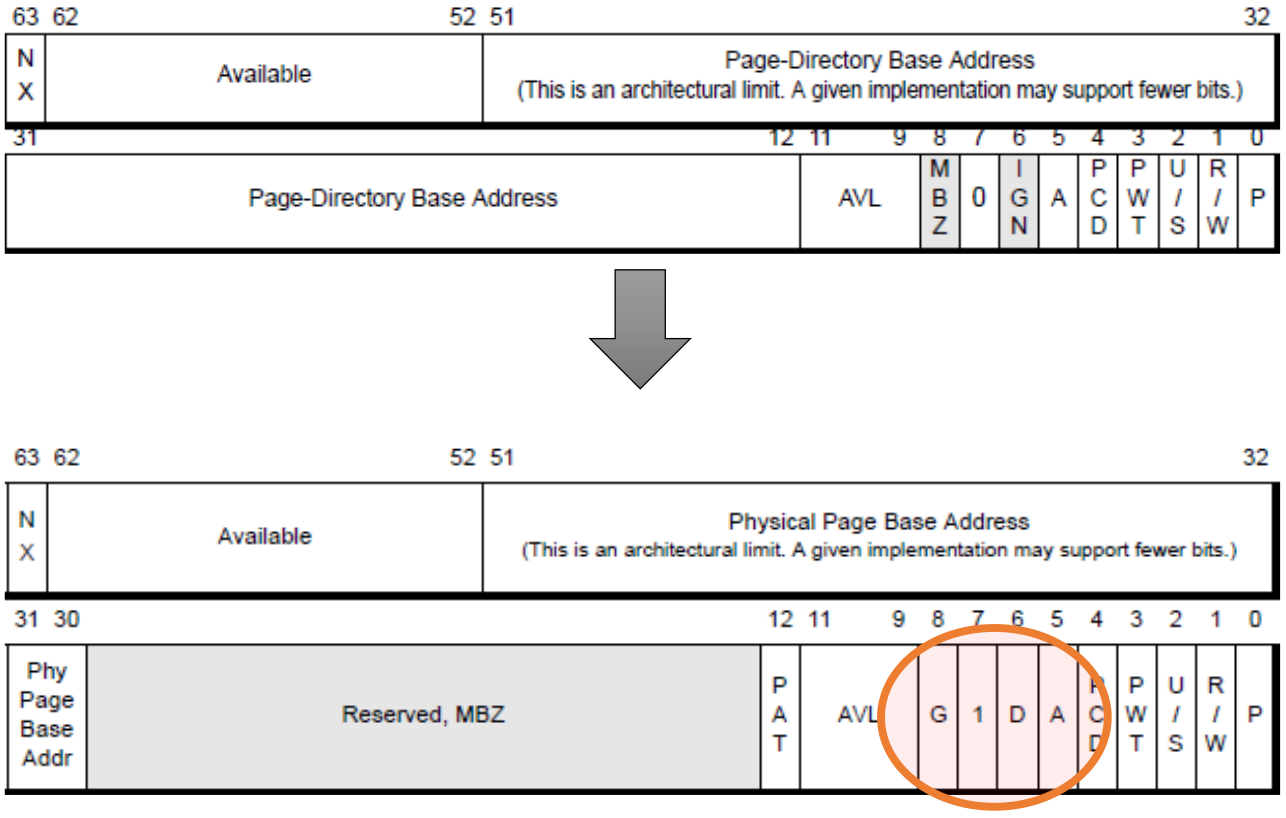 63 62 52 51 32
N X Available Page-Directory Base Address
(This is an architectural limit. A given implementation may support fewer bits.)
31 12 11 9 8 7 6 5 4 3 2 1 0
Page-Directory Base Address AVL MBZ 0 IGN A PCD PWT U/S R/W P
63 62 52 51 32
N X Available Physical Page Base Address
(This is an architectural limit. A given implementation may support fewer bits.)
31 30 12 11 9 8 7 6 5 4 3 2 1 0
Phy Page Base Addr Reserved, MBZ PAT AVL G 1 D A PCD PWT U/S R/W P